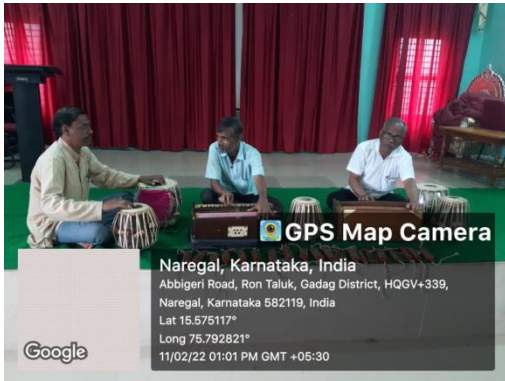 GPS Map Camera
Naregal, Karnataka, India
Abbigeri Road, Ron Taluk, Gadag District, HQGV+339,
Naregal, Karnataka 582119, India
Lat 15.575117°
Long 75.792821°
11/02/22 01:01 PM GMT +05:30
Google